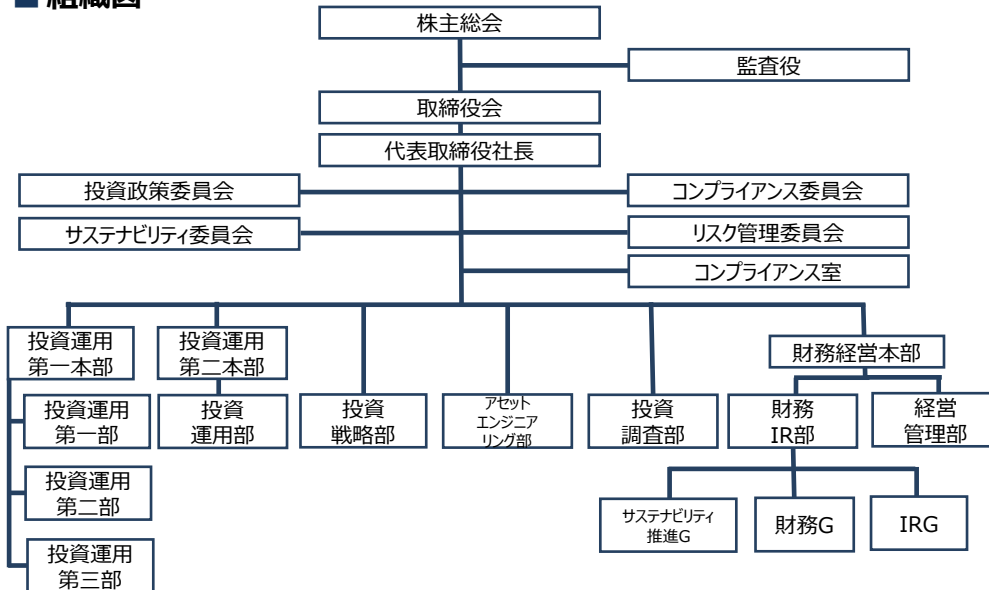 ■ 組織図
株主総会
監査役
取締役会
代表取締役社長
投資政策委員会
コンプライアンス委員会
サステナビリティ委員会
リスク管理委員会
コンプライアンス室
投資運用
第一本部
投資運用
第二本部
財務経営本部
投資運用
第一部
投資
運用部
投資
戦略部
アセット
エンジニア
リング部
投資
調査部
財務
IR部
経営
管理部
投資運用
第二部
サステナビリティ
推進G
財務G
IRG
投資運用
第三部